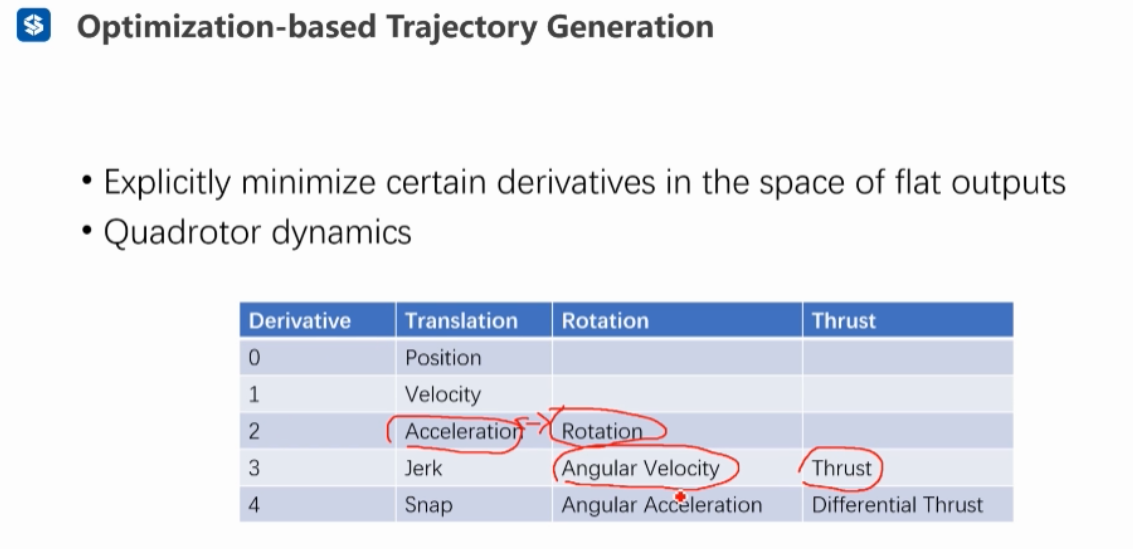 Optimization-based Trajectory Generation
• Explicitly minimize certain derivatives in the space of flat outputs
• Quadrotor dynamics
Derivative Translation Rotation Thrust
0 Position
1 Velocity
2 Acceleration Rotation
3 Jerk Angular Velocity Thrust
4 Snap Angular Acceleration Differential Thrust